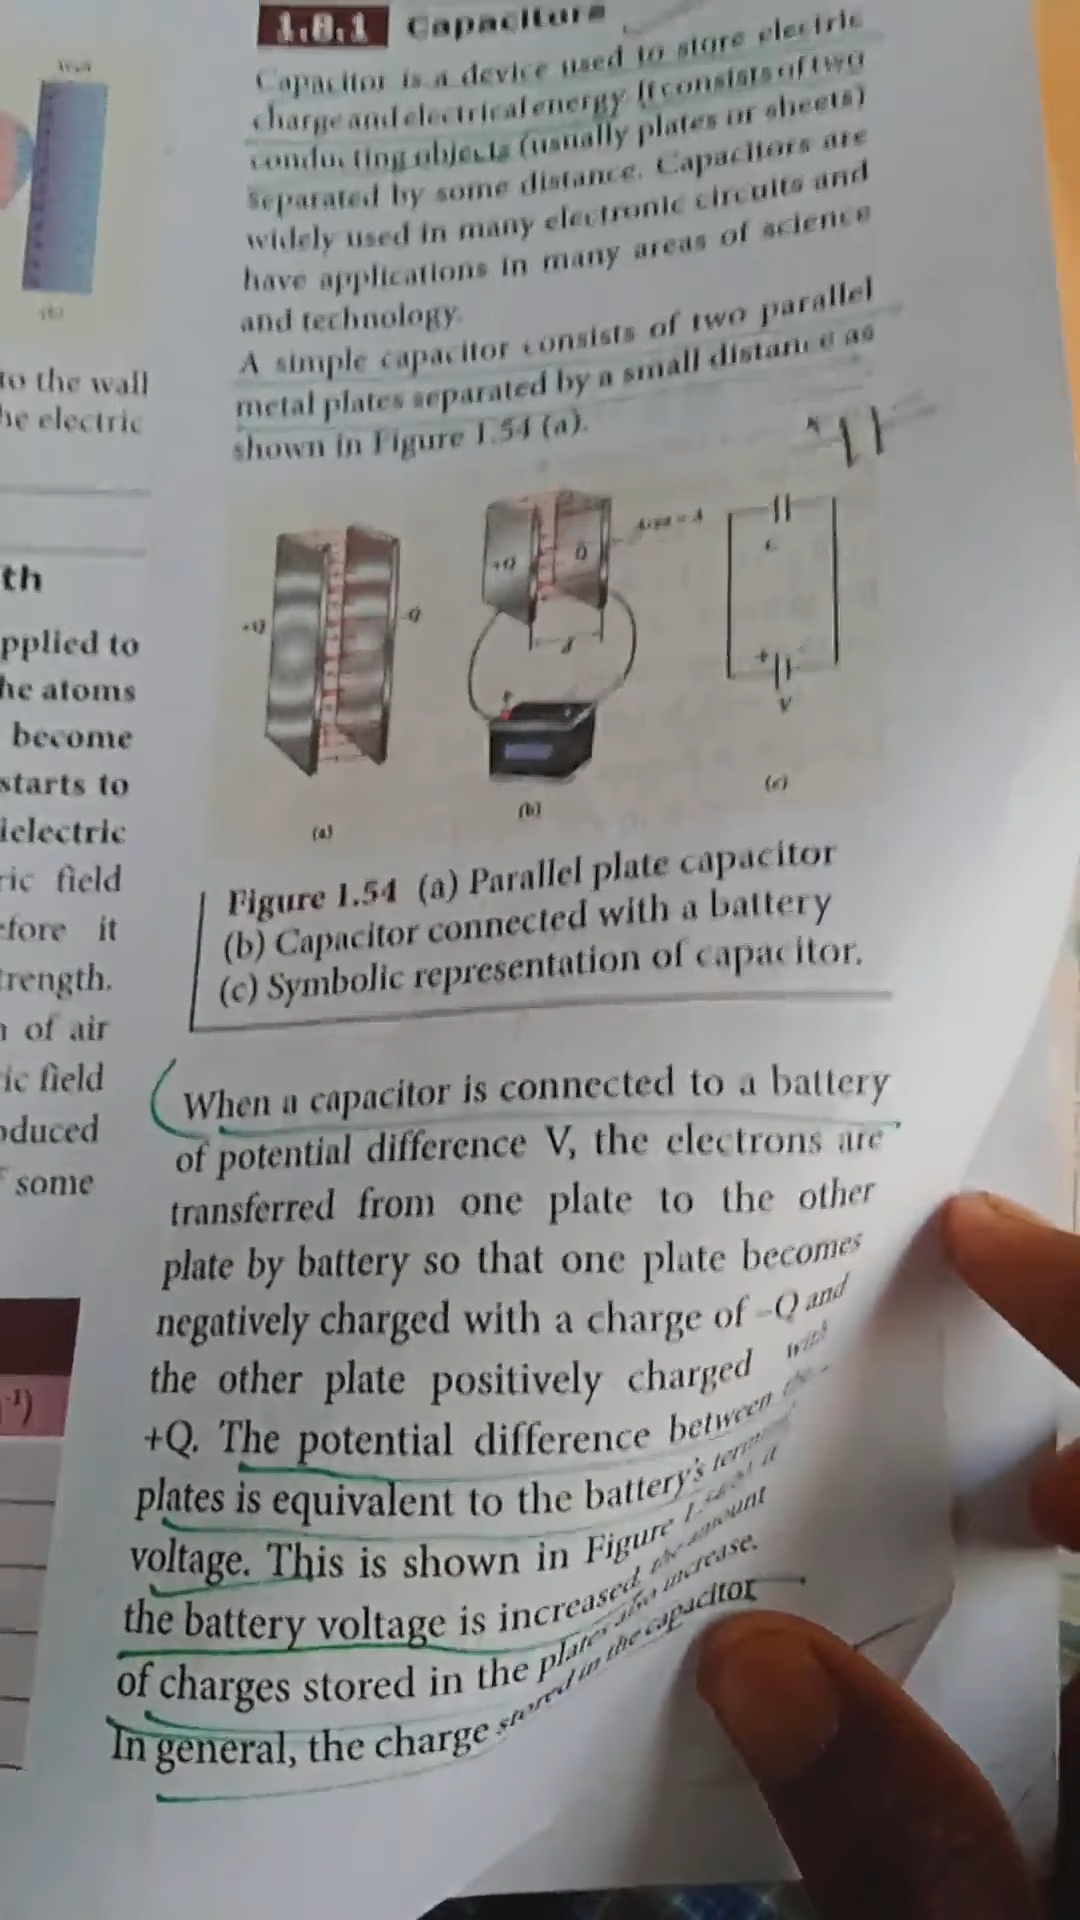 1.8.1 Capacitors
Capacitor is a device used to store electric
charge and electrical energy. It consists of two
conducting objects (usually plates or sheets)
separated by some distance. Capacitors are
widely used in many electronic circuits and
have applications in many areas of science
and technology.
A simple capacitor consists of two parallel
metal plates separated by a small distance as
shown in Figure 1.54 (a).
+Q
-Q
(a)
+Q
Q
Area = A
d
(b)
c
+
V
(c)
Figure 1.54 (a) Parallel plate capacitor
(b) Capacitor connected with a battery
(c) Symbolic representation of capacitor.
When a capacitor is connected to a battery
of potential difference V, the electrons are
transferred from one plate to the other
plate by battery so that one plate becomes
negatively charged with a charge of -Q and
the other plate positively charged with
+Q. The potential difference between the
plates is equivalent to the battery's
voltage. This is shown in Figure
the battery voltage is increased, the amount
of charges stored in the plates also increase.
In general, the charge stored in the capacitor
(b)
to the wall
he electric
th
pplied to
he atoms
become
starts to
ielectric
ric field
efore it
trength.
n of air
ic field
oduced
some
-1)